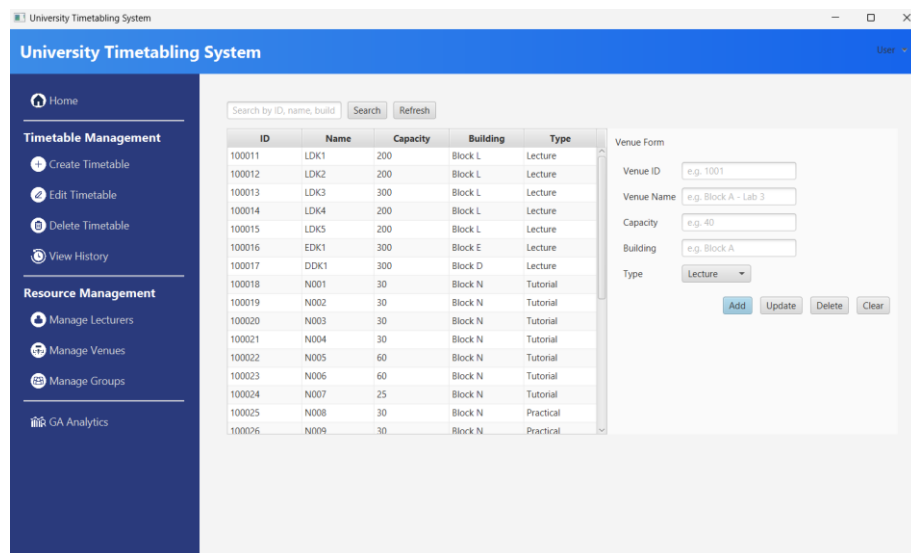 University Timetabling System
University Timetabling System
User
Home
Timetable Management
Create Timetable
Edit Timetable
Delete Timetable
View History
Resource Management
Manage Lecturers
Manage Venues
Manage Groups
GA Analytics
Search by ID, name, build Search Refresh
ID Name Capacity Building Type
100011 LDK1 200 Block L Lecture
100012 LDK2 200 Block L Lecture
100013 LDK3 300 Block L Lecture
100014 LDK4 200 Block L Lecture
100015 LDK5 200 Block L Lecture
100016 EDK1 300 Block E Lecture
100017 DDK1 300 Block D Lecture
100018 N001 30 Block N Tutorial
100019 N002 30 Block N Tutorial
100020 N003 30 Block N Tutorial
100021 N004 30 Block N Tutorial
100022 N005 60 Block N Tutorial
100023 N006 60 Block N Tutorial
100024 N007 25 Block N Tutorial
100025 N008 30 Block N Practical
100026 N009 30 Block N Practical
Venue Form
Venue ID e.g. 1001
Venue Name e.g. Block A - Lab 3
Capacity e.g. 40
Building e.g. Block A
Type Lecture
Add Update Delete Clear